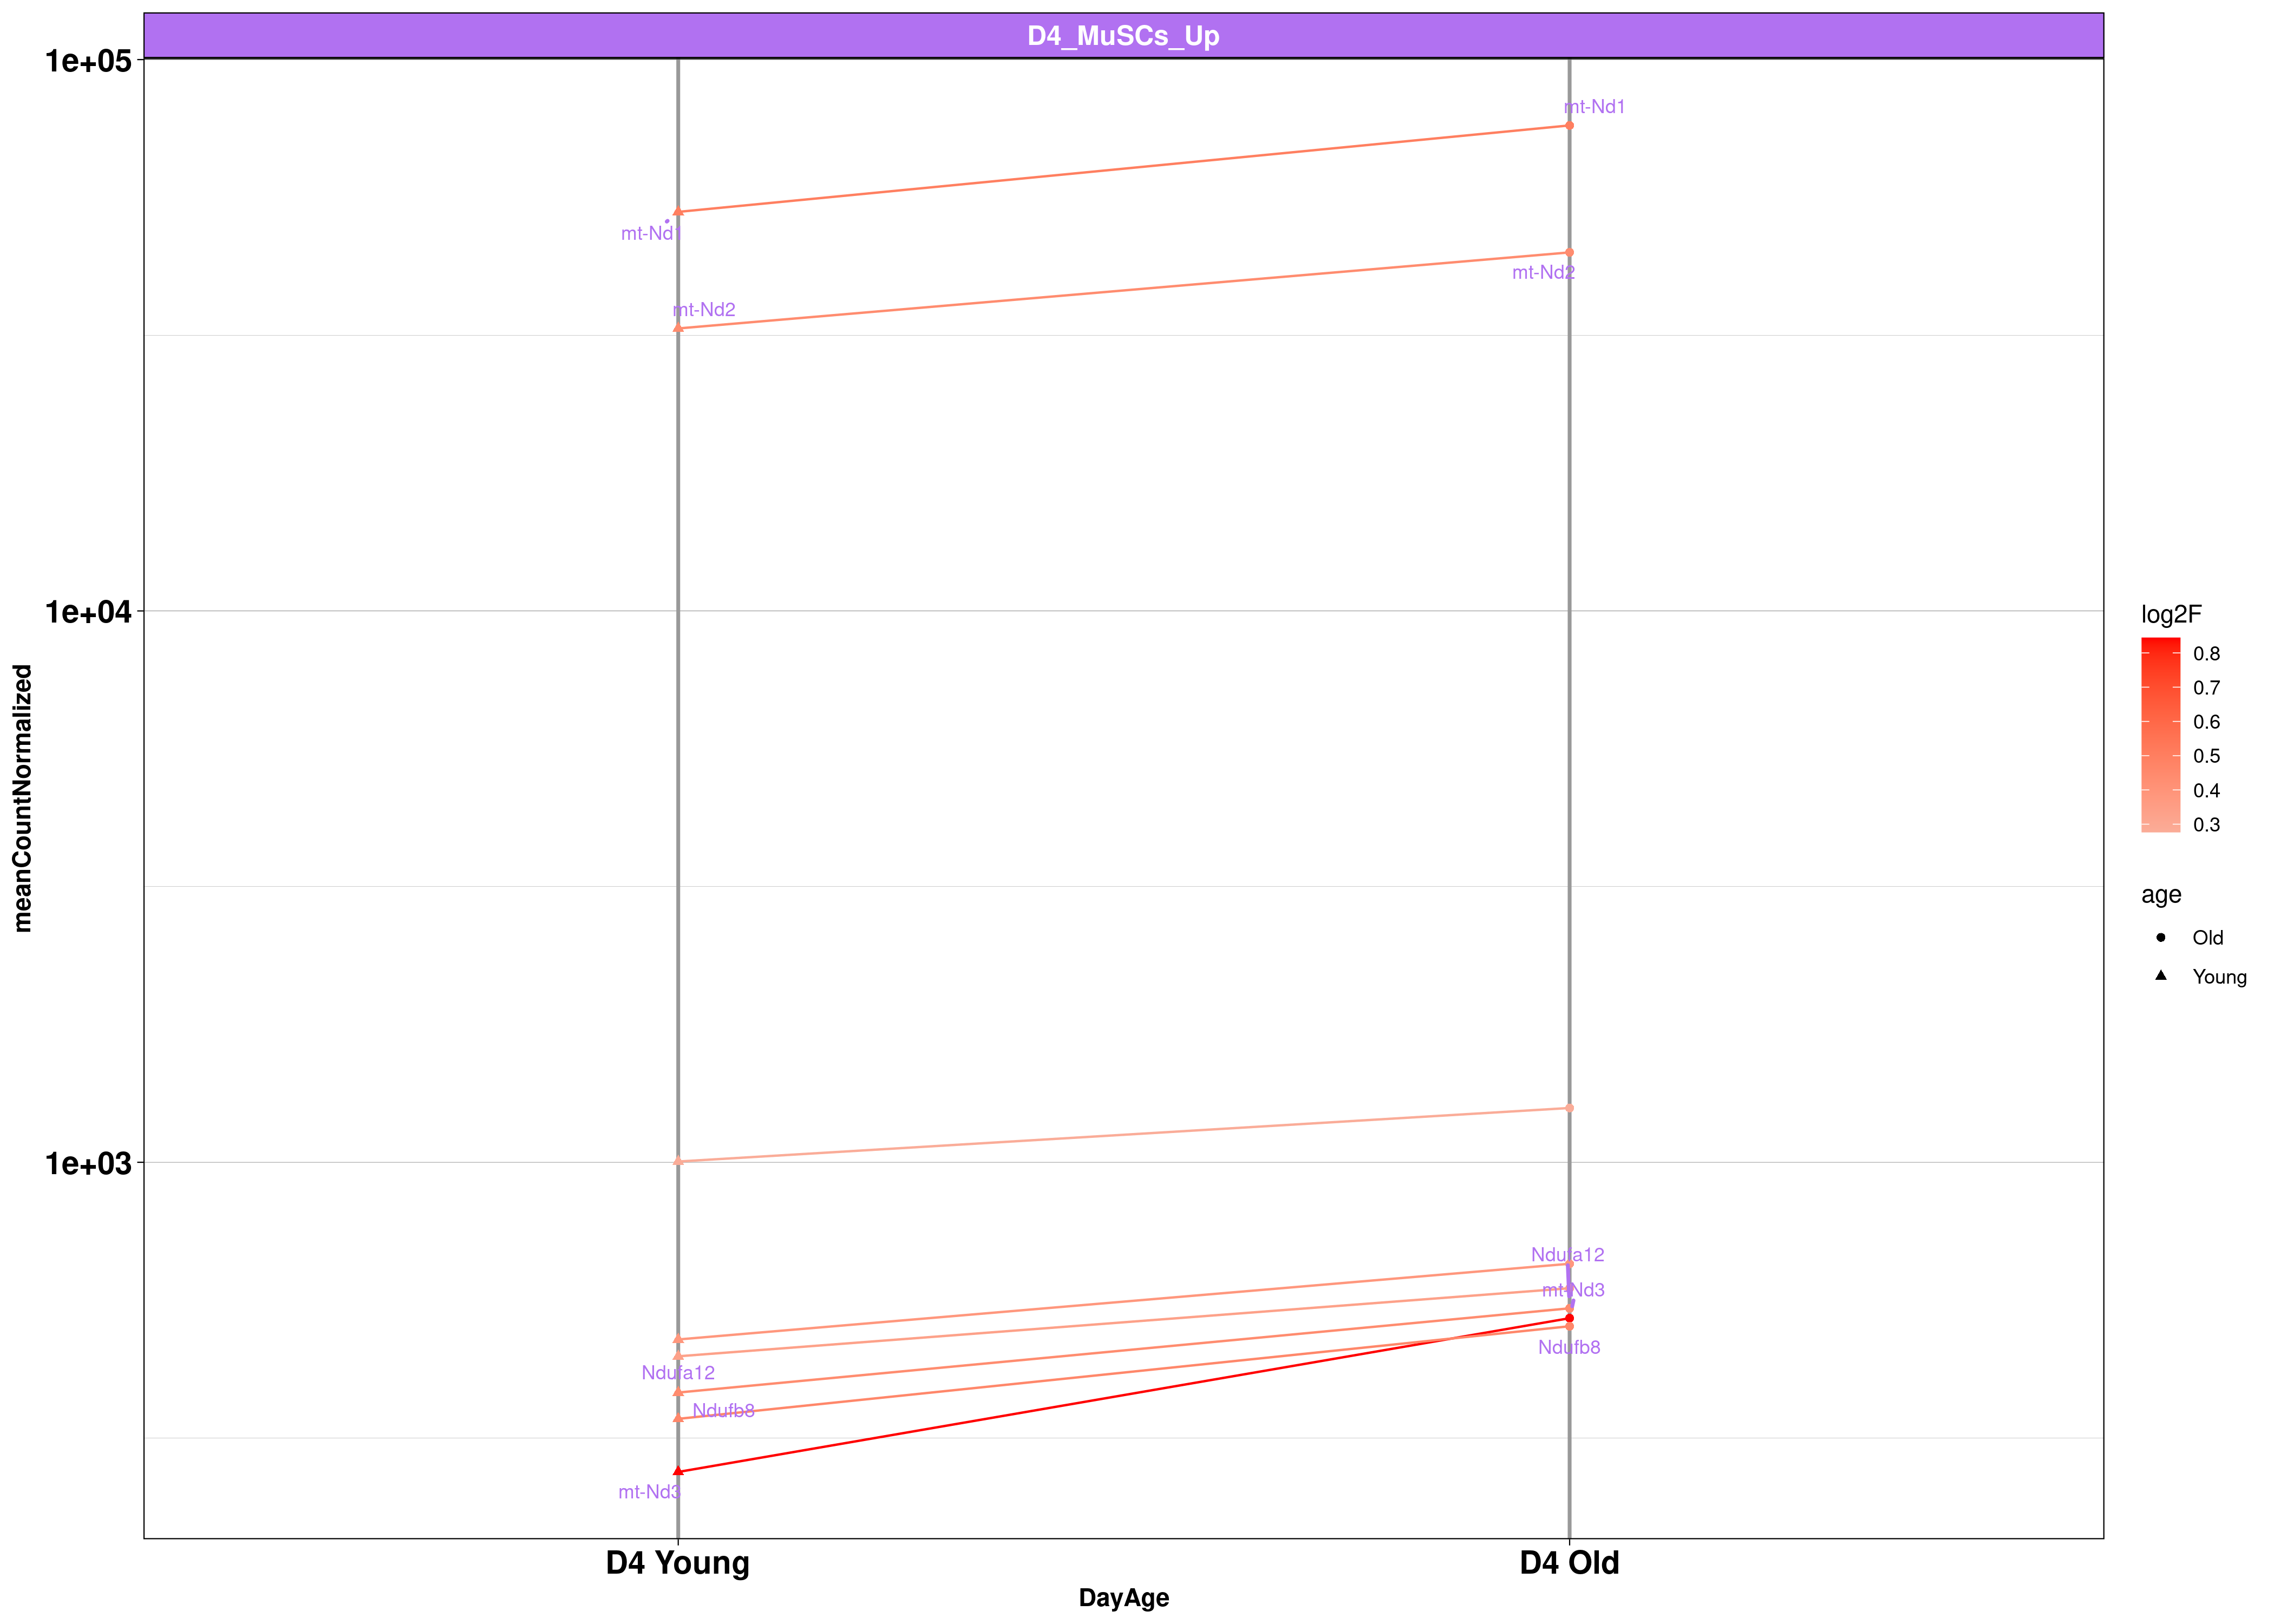 D4_MuSCs_Up
1e+05
1e+04
1e+03
meanCountNormalized
mt-Nd1
mt-Nd1
mt-Nd2
mt-Nd2
Ndufa12
mt-Nd3
Ndufb8
Ndufa12
Ndufb8
mt-Nd3
D4 Young
D4 Old
DayAge
log2F
0.8
0.7
0.6
0.5
0.4
0.3
age
Old
Young